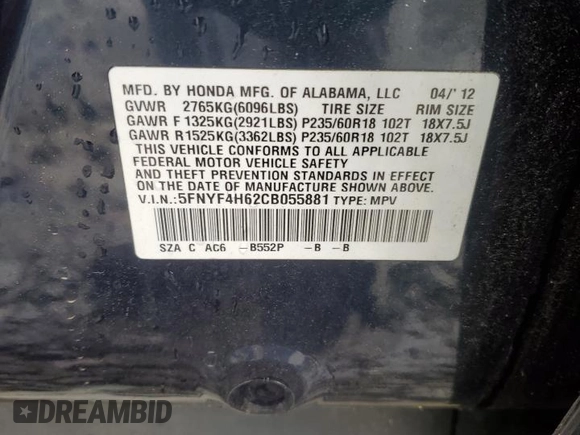 MFD. BY HONDA MFG. OF ALABAMA, LLC 04/' 12
GVWR 2765KG(6096LBS) TIRE SIZE RIM SIZE
GAWR F 1325KG(2921LBS) P235/60R18 102T 18X7.5J
GAWR R1525KG(3362LBS) P235/60R18 102T 18X7.5J
THIS VEHICLE CONFORMS TO ALL APPLICABLE
FEDERAL MOTOR VEHICLE SAFETY
AND THEFT PREVENTION STANDARDS IN EFFECT ON THE DATE OF MANUFACTURE SHOWN ABOVE.
V.I.N.:5FNYF4H62CB055881 TYPE: MPV
SZA C AC6 –B552P –B –B
DREAMBID